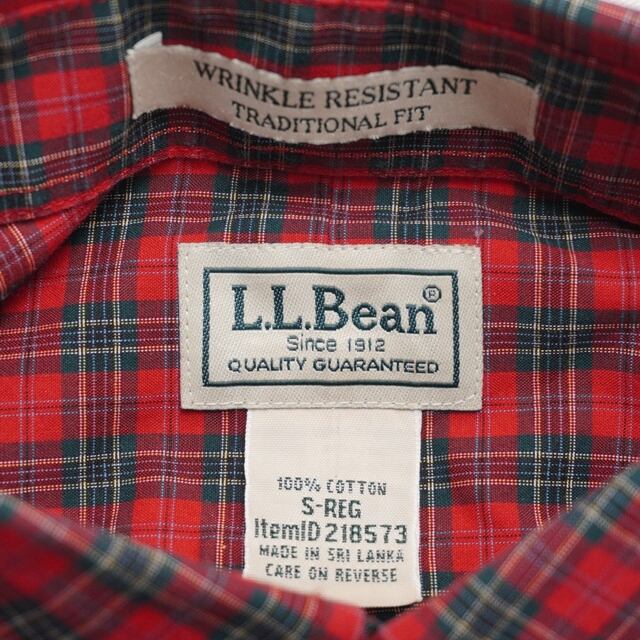 WRINKLE RESISTANT
TRADITIONAL FIT
L.L.Bean®
Since 1912
QUALITY GUARANTEED
100% COTTON
S-REG
ItemID 218573
MADE IN SRI LANKA
CARE ON REVERSE